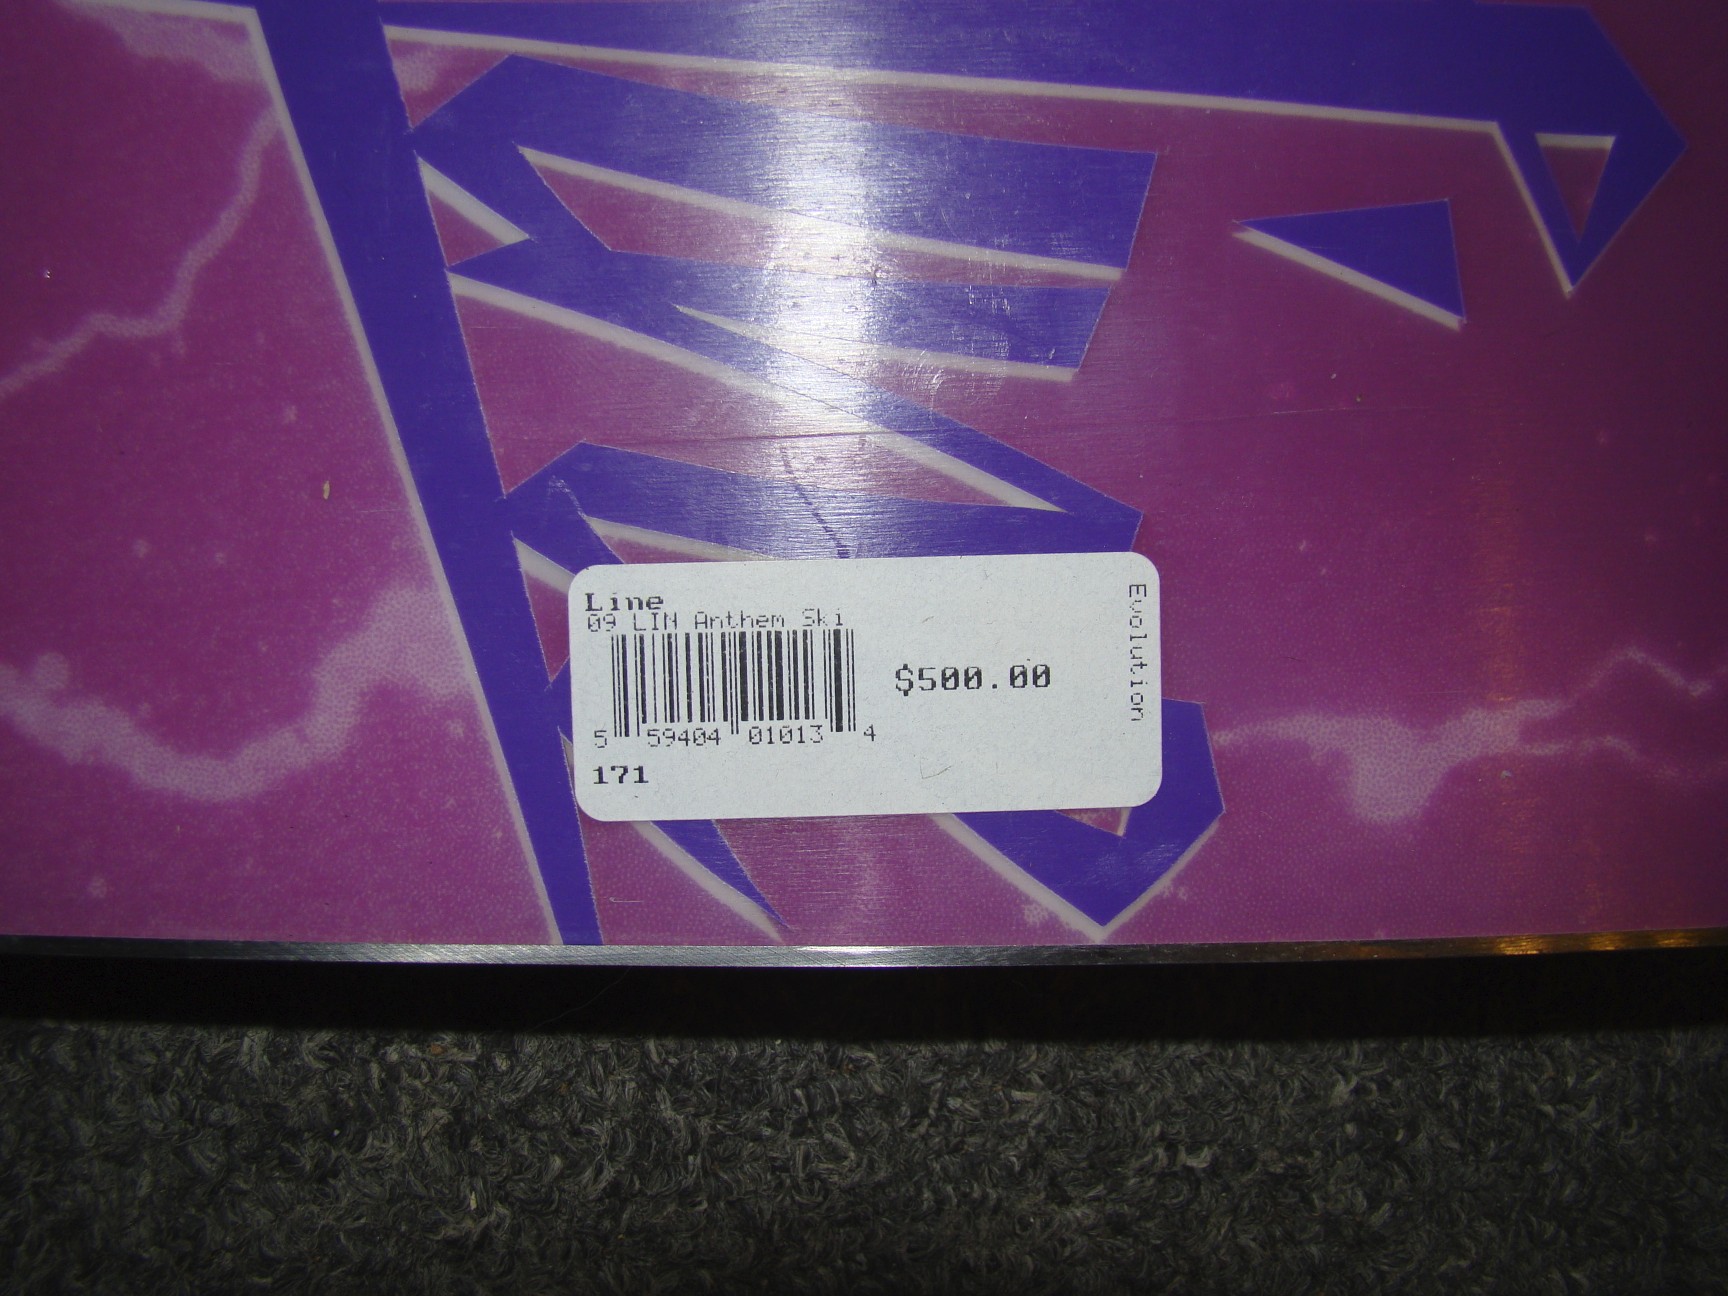 Line
09 LIN Anthem Ski
$500.00
5 59404 01013 4
171
Evolution